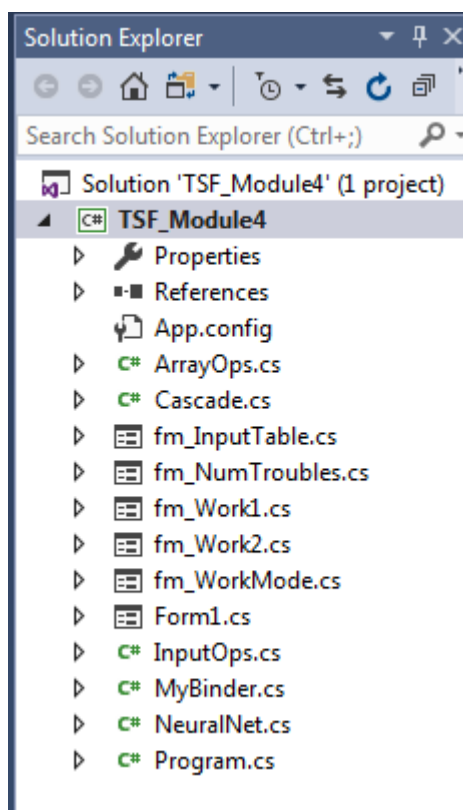 Solution Explorer
Search Solution Explorer (Ctrl+;)
Solution 'TSF_Module4' (1 project)
C# TSF_Module4
Properties
References
App.config
C# ArrayOps.cs
C# Cascade.cs
fm_InputTable.cs
fm_NumTroubles.cs
fm_Work1.cs
fm_Work2.cs
fm_WorkMode.cs
Form1.cs
C# InputOps.cs
C# MyBinder.cs
C# NeuralNet.cs
C# Program.cs